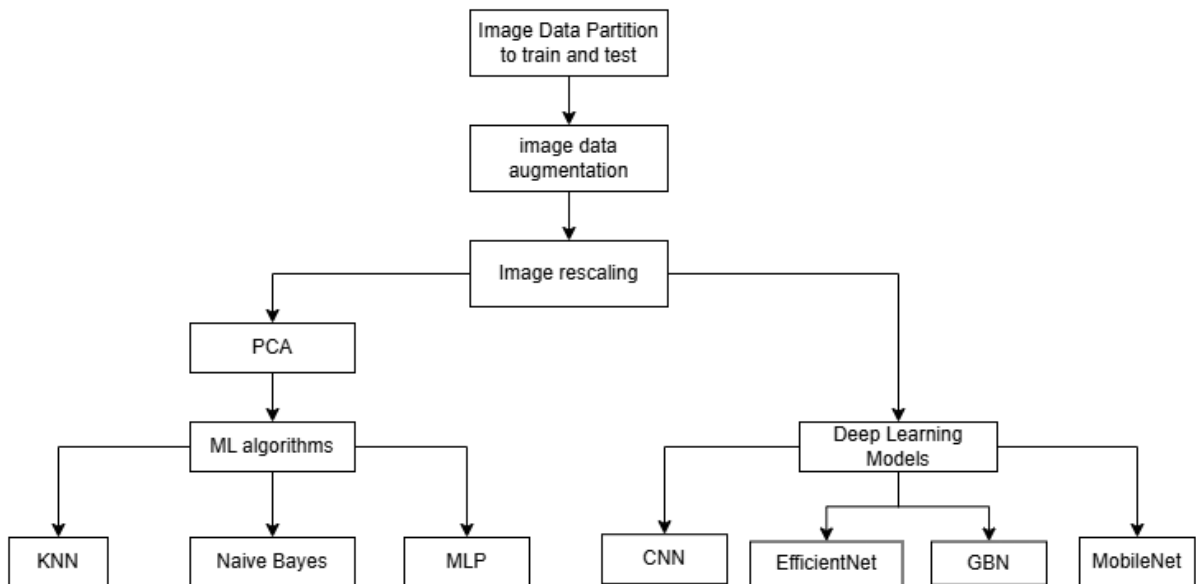 Image Data Partition
to train and test
image data
augmentation
Image rescaling
PCA
ML algorithms
Deep Learning
Models
KNN
Naive Bayes
MLP
CNN
EfficientNet
GBN
MobileNet